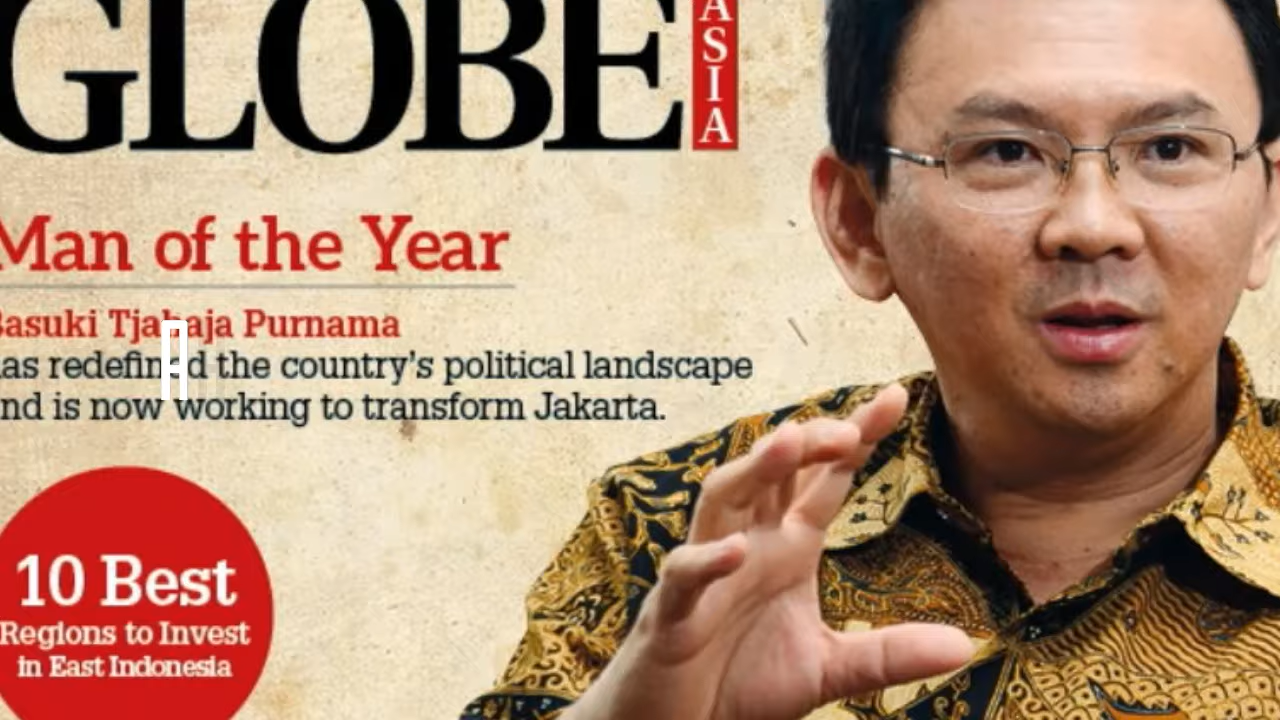 GLOBE
ASIA
Man of the Year
Basuki Tjahaja Purnama
has redefined the country's political landscape
and is now working to transform Jakarta.
10 Best
Regions to Invest
in East Indonesia